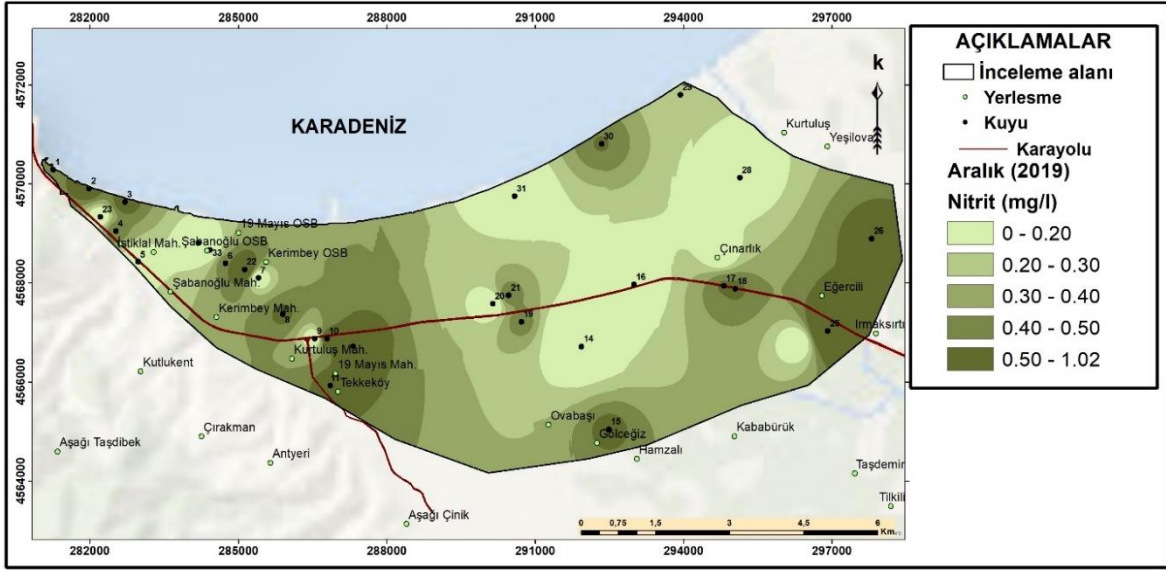 282000 285000 288000 291000 294000 297000
4572000
4570000
4568000
4566000
4564000
KARADENİZ
k
1
2
3
23
4
5
33
6
22
7
8
9
10
11
14
15
16
17
18
19
20
21
25
26
28
29
30
31
Kurtuluş
Yeşilova
19 Mayıs OSB
İstiklal Mah.
Şabanoğlu OSB
Kerimbey OSB
Şabanoğlu Mah.
Kerimbey Mah.
Çınarlık
Eğercili
Irmaksırtı
Kurtuluş Mah.
19 Mayıs Mah.
Tekkeköy
Kutlukent
Ovabaşı
Gölceğiz
Kababürük
Hamzalı
Çırakman
Aşağı Taşdibek
Antyeri
Taşdemir
Tilkili
Aşağı Çinik
0 0,75 1,5 3 4,5 6
Km
282000 285000 288000 291000 294000 297000
AÇIKLAMALAR
İnceleme alanı
Yerlesme
Kuyu
Karayolu
Aralık (2019)
Nitrit (mg/l)
0 - 0.20
0.20 - 0.30
0.30 - 0.40
0.40 - 0.50
0.50 - 1.02